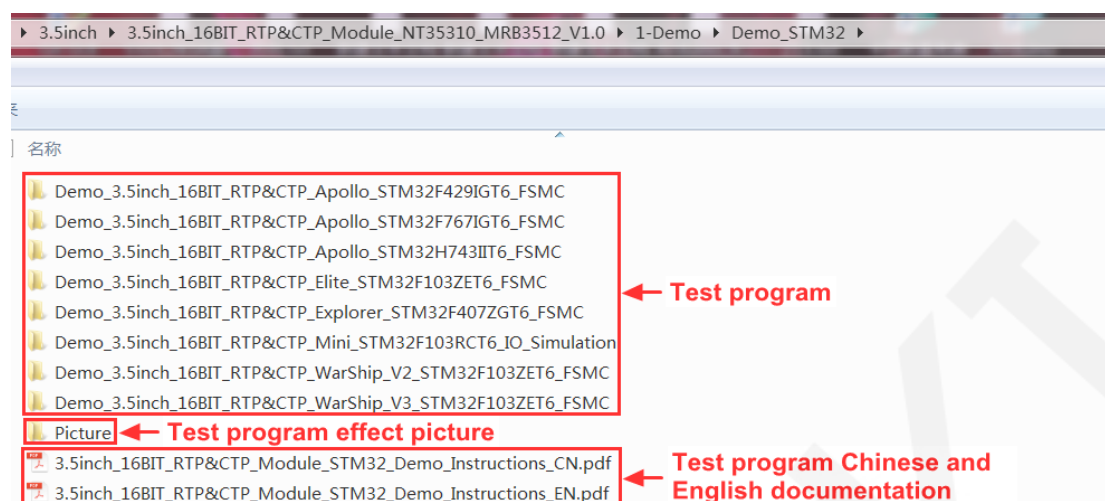 3.5inch ▸ 3.5inch_16BIT_RTP&CTP_Module_NT35310_MRB3512_V1.0 ▸ 1-Demo ▸ Demo_STM32 ▸
名称
Demo_3.5inch_16BIT_RTP&CTP_Apollo_STM32F429IGT6_FSMC
Demo_3.5inch_16BIT_RTP&CTP_Apollo_STM32F767IGT6_FSMC
Demo_3.5inch_16BIT_RTP&CTP_Apollo_STM32H743IIT6_FSMC
Demo_3.5inch_16BIT_RTP&CTP_Elite_STM32F103ZET6_FSMC
Demo_3.5inch_16BIT_RTP&CTP_Explorer_STM32F407ZGT6_FSMC
Demo_3.5inch_16BIT_RTP&CTP_Mini_STM32F103RCT6_IO_Simulation
Demo_3.5inch_16BIT_RTP&CTP_WarShip_V2_STM32F103ZET6_FSMC
Demo_3.5inch_16BIT_RTP&CTP_WarShip_V3_STM32F103ZET6_FSMC
Test program
Picture
Test program effect picture
3.5inch_16BIT_RTP&CTP_Module_STM32_Demo_Instructions_CN.pdf
3.5inch_16BIT_RTP&CTP_Module_STM32_Demo_Instructions_EN.pdf
Test program Chinese and
English documentation